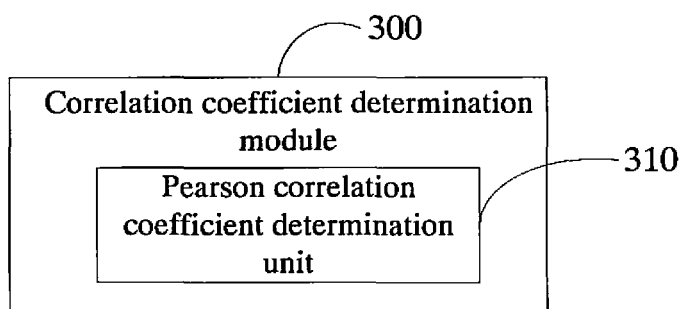 300
Correlation coefficient determination
module
310
Pearson correlation
coefficient determination
unit